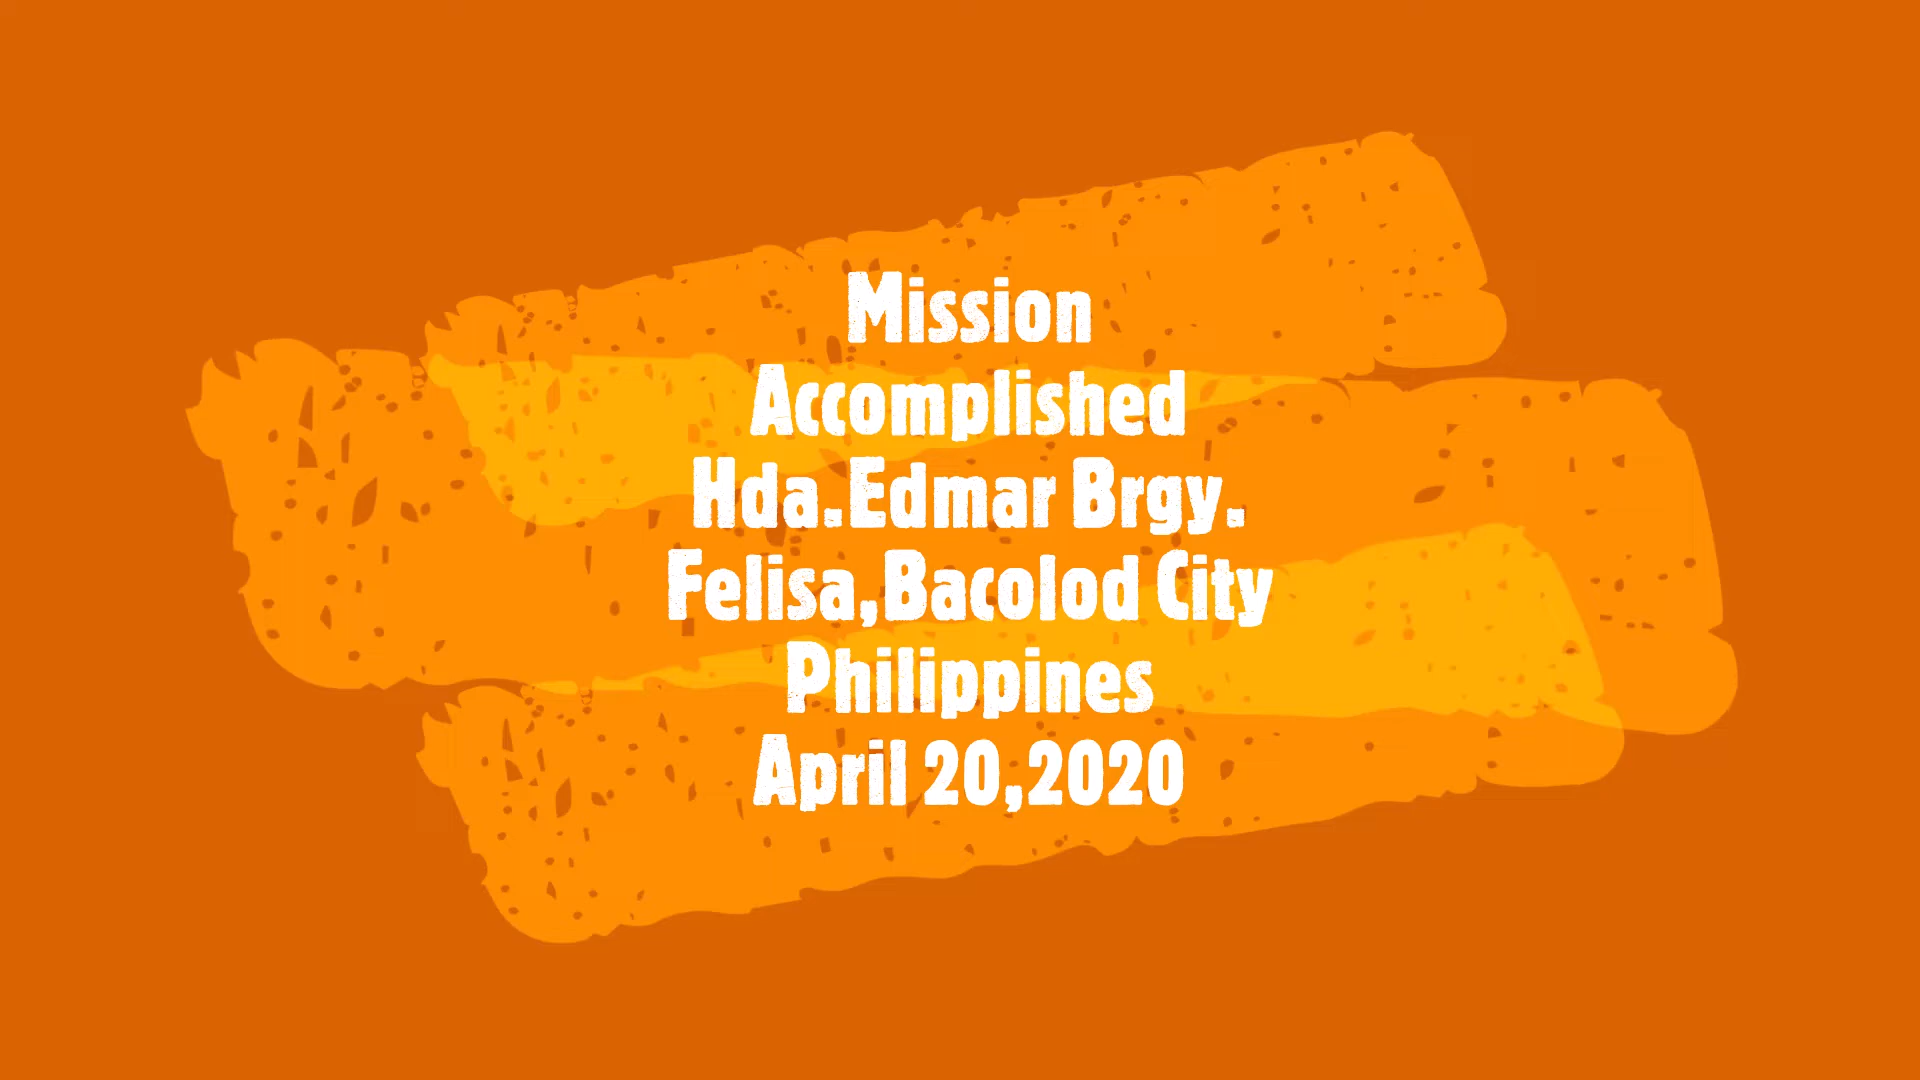 Mission
Accomplished
Hda.Edmar Brgy.
Felisa,Bacolod City
Philippines
April 20,2020